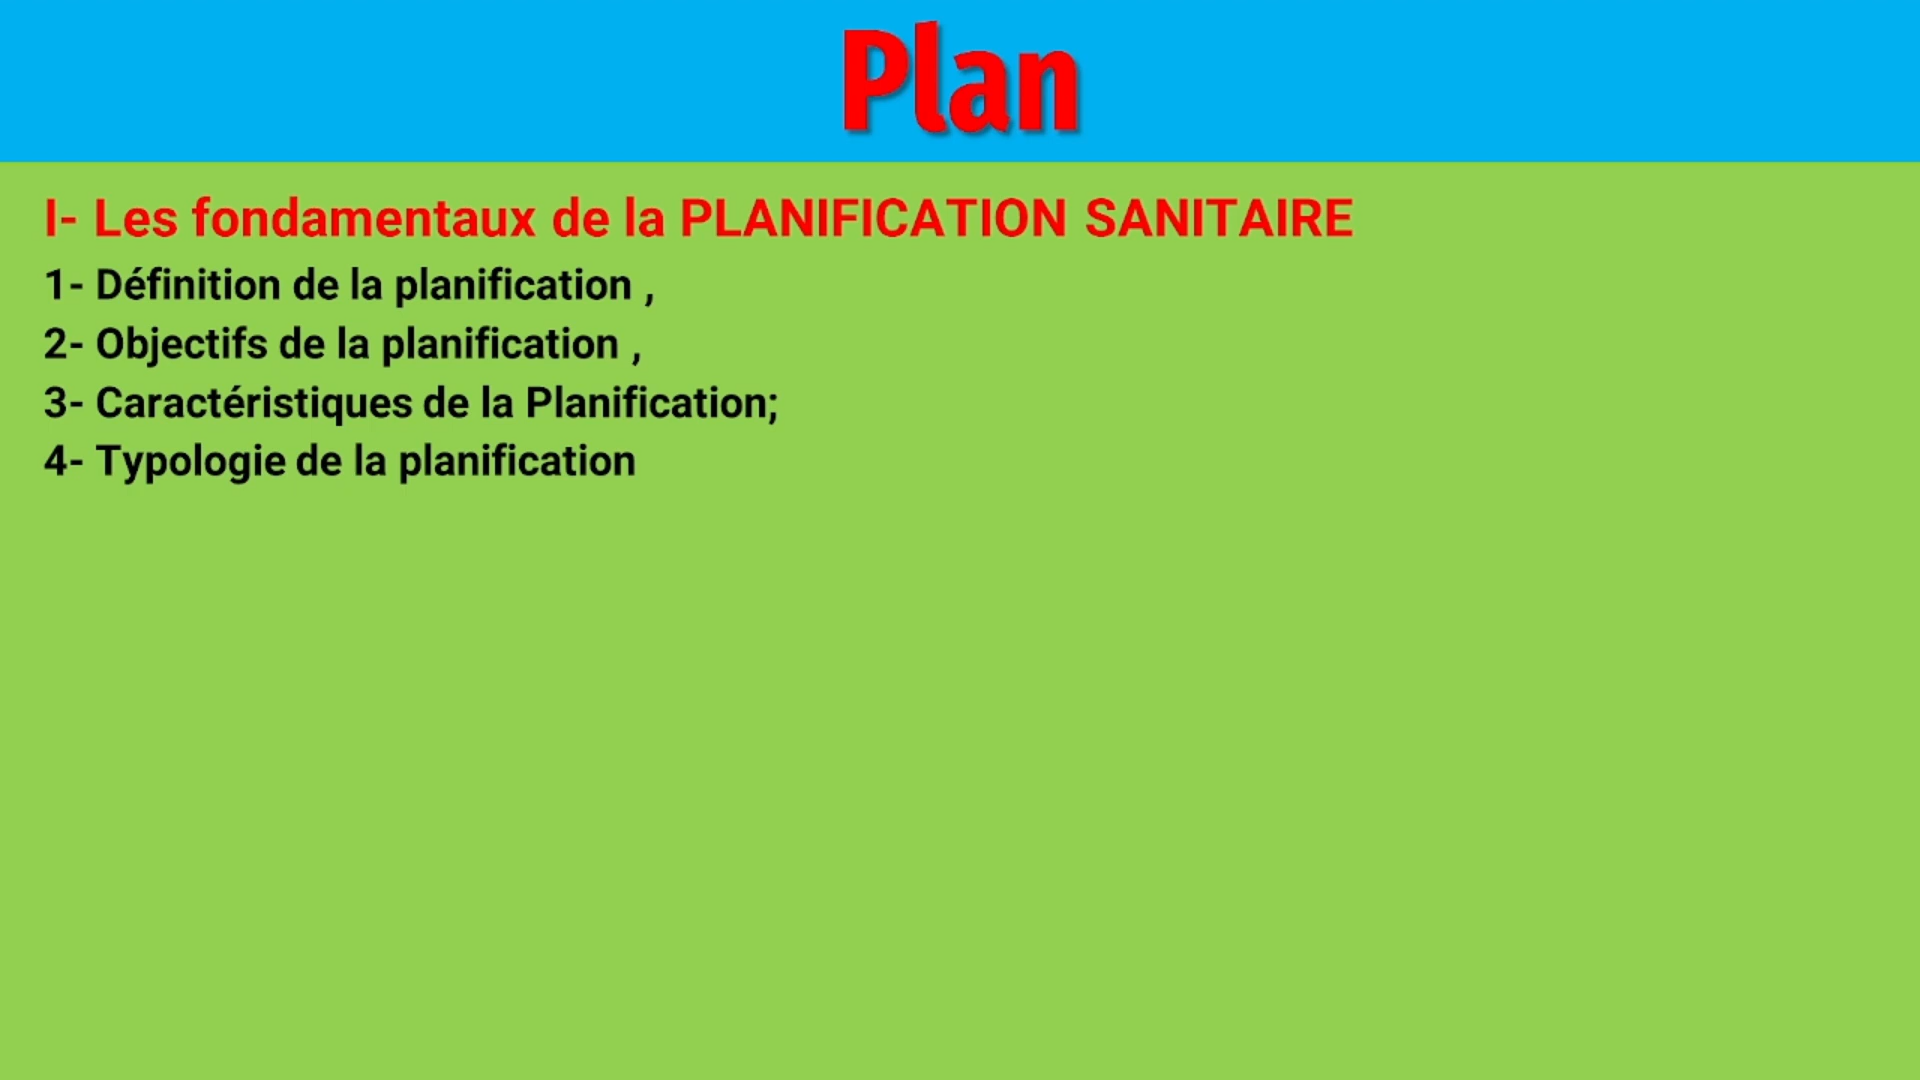 Plan
I- Les fondamentaux de la PLANIFICATION SANITAIRE
1- Définition de la planification ,
2- Objectifs de la planification ,
3- Caractéristiques de la Planification;
4- Typologie de la planification